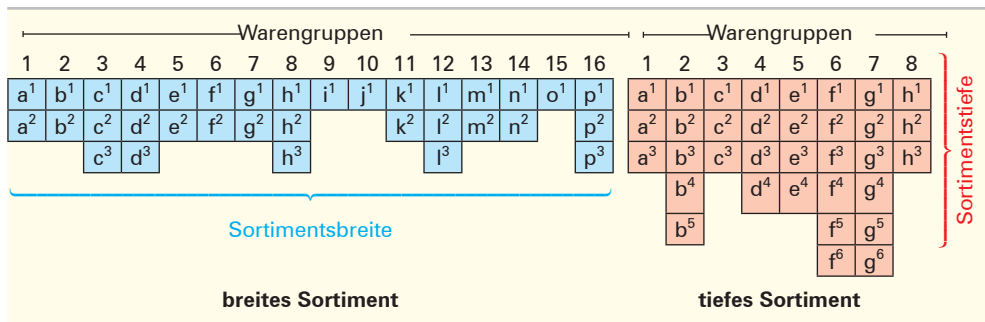 Warengruppen Warengruppen
1 2 3 4 5 6 7 8 9 10 11 12 13 14 15 16 1 2 3 4 5 6 7 8
a¹ b¹ c¹ d¹ e¹ f¹ g¹ h¹ i¹ j¹ k¹ l¹ m¹ n¹ o¹ p¹ a¹ b¹ c¹ d¹ e¹ f¹ g¹ h¹
a² b² c² d² e² f² g² h² k² l² m² n² p² a² b² c² d² e² f² g² h²
c³ d³ h³ l³ p³ a³ b³ c³ d³ e³ f³ g³ h³
b⁴ d⁴ e⁴ f⁴ g⁴
b⁵ f⁵ g⁵
f⁶ g⁶
Sortimentsbreite
Sortimentstiefe
breites Sortiment tiefes Sortiment